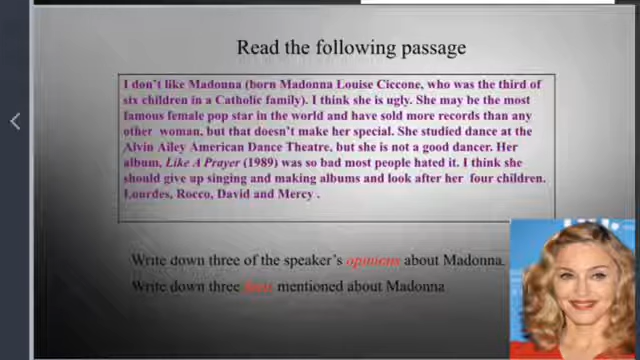 Read the following passage
I don't like Madonna (born Madonna Louise Ciccone, who was the third of
six children in a Catholic family). I think she is ugly. She may be the most
famous female pop star in the world and have sold more records than any
other woman, but that doesn't make her special. She studied dance at the
Alvin Ailey American Dance Theatre, but she is not a good dancer. Her
album, Like A Prayer (1989) was so bad most people hated it. I think she
should give up singing and making albums and look after her four children.
Lourdes, Rocco, David and Mercy .
Write down three of the speaker's opinions about Madonna.
Write down three facts mentioned about Madonna